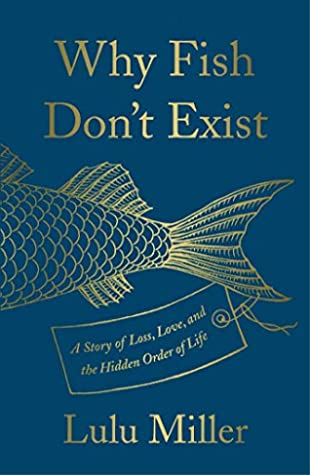 Why Fish
Don't Exist
A Story of Loss, Love, and
the Hidden Order of Life
Lulu Miller